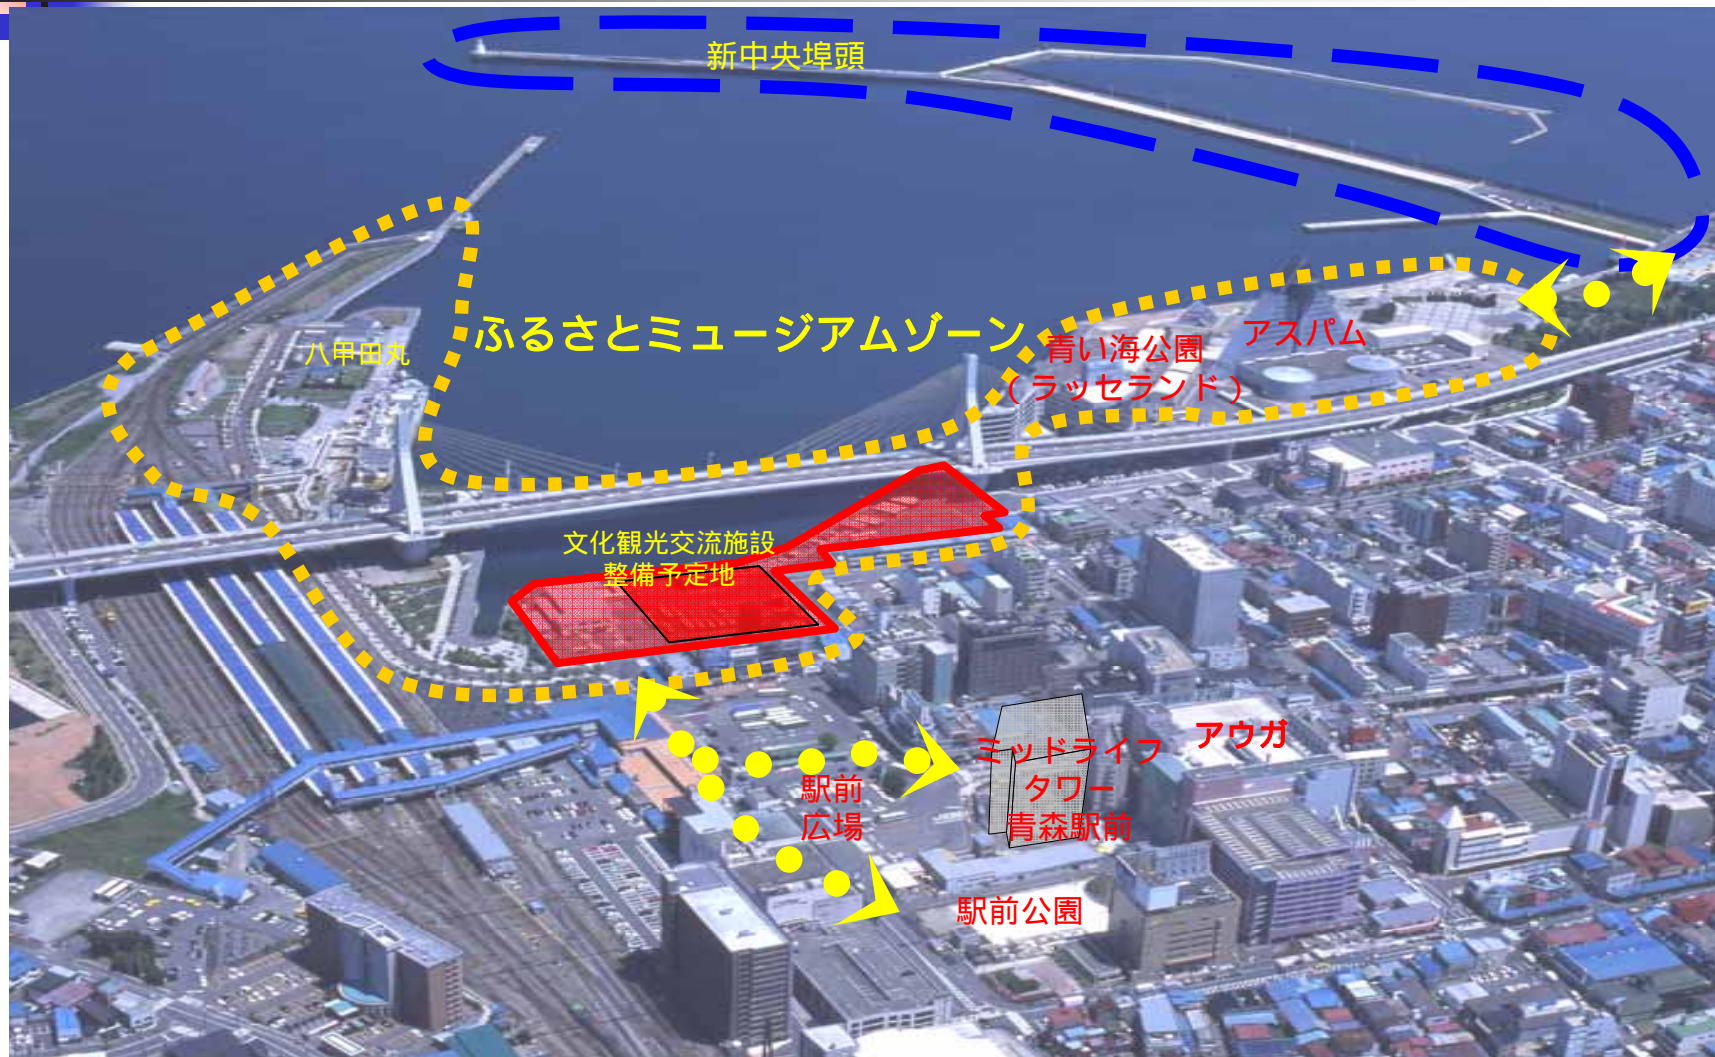 新中央埠頭
ふるさとミュージアムゾーン
八甲田丸
青い海公園
(ラッセランド)
アスパム
文化観光交流施設
整備予定地
ミッドライフ
タワー
青森駅前
アウガ
駅前
広場
駅前公園